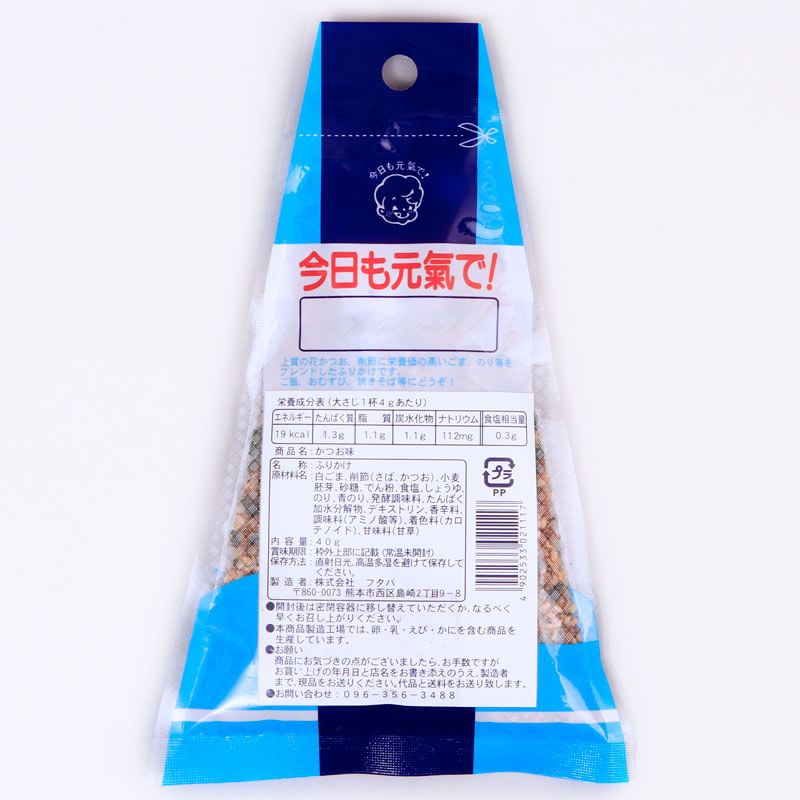 今日も元氣で!
今日も元氣で!
上質の花かつお、削節に栄養価の高いごま、のり等を
ブレンドしたふりかけです。
ご飯、おむすび、焼きそば等にどうぞ!
栄養成分表(大さじ1杯4gあたり)
エネルギー たんぱく質 脂質 炭水化物 ナトリウム 食塩相当量
19kcal 1.3g 1.1g 1.1g 112mg 0.3g
商品名:かつお味
名称:ふりかけ
原材料名:白ごま、削節(さば、かつお)、小麦
胚芽、砂糖、でん粉、食塩、しょうゆ、
のり、青のり、発酵調味料、たんぱく
加水分解物、デキストリン、香辛料、
調味料(アミノ酸等)、着色料(カロ
テノイド)、甘味料(甘草)
内容量:40g
賞味期限:枠外上部に記載(常温未開封)
保存方法:直射日光、高温多湿を避けて保存して
ください。
製造者:株式会社 フタバ
〒860-0073 熊本市西区島崎2丁目9-8
プラ
PP
4902533021117
●開封後は密閉容器に移し替えていただくか、なるべく
早くお召し上がりください。
●本商品製造工場では、卵・乳・えび・かにを含む商品を
生産しています。
●お願い
商品にお気づきの点がございましたら、お手数ですが
お買い上げの年月日と店名をお書き添えのうえ、製造者
まで、現品をお送りください。代品と送料をお送り致します。
●お問い合わせ:096-356-3488